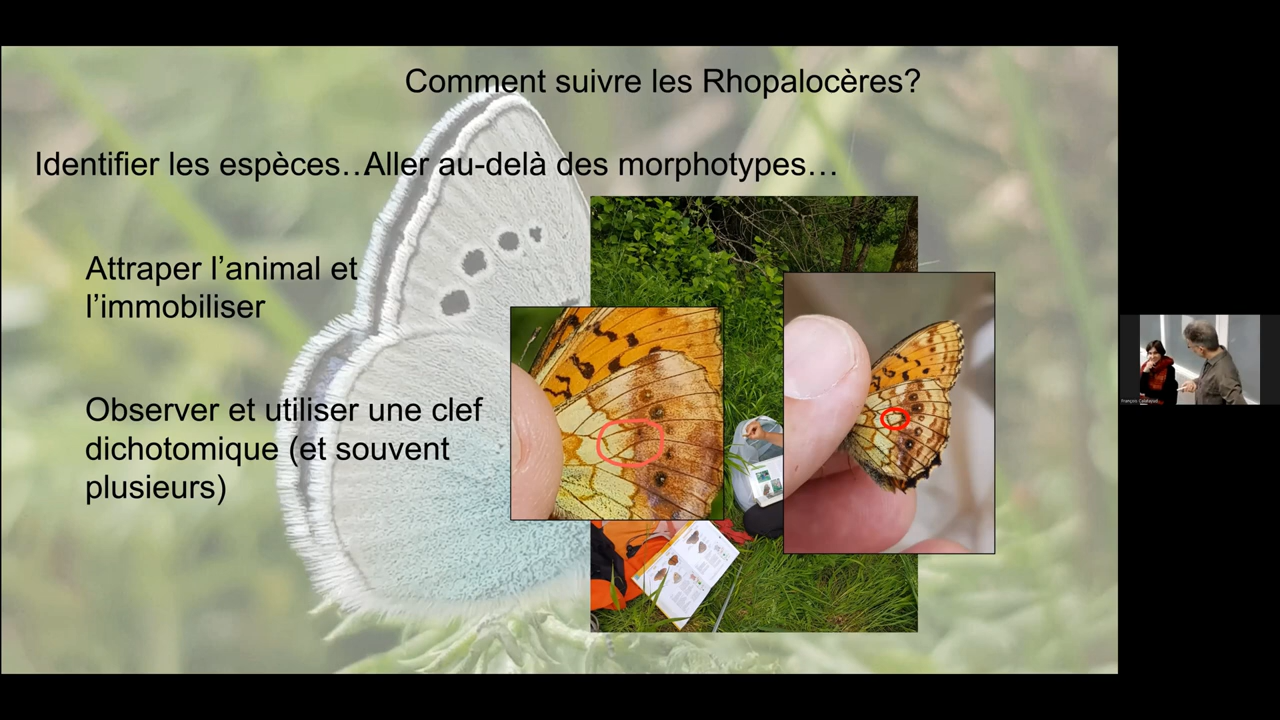 Comment suivre les Rhopalocères?
Identifier les espèces…Aller au-delà des morphotypes…
Attraper l’animal et
l’immobiliser
Observer et utiliser une clef
dichotomique (et souvent
plusieurs)